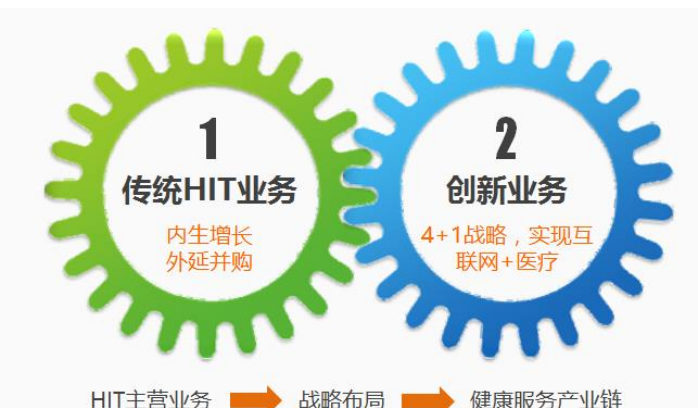 1
传统HIT业务
内生增长
外延并购
2
创新业务
4+1战略，实现互
联网+医疗
HIT主营业务 战略布局 健康服务产业链